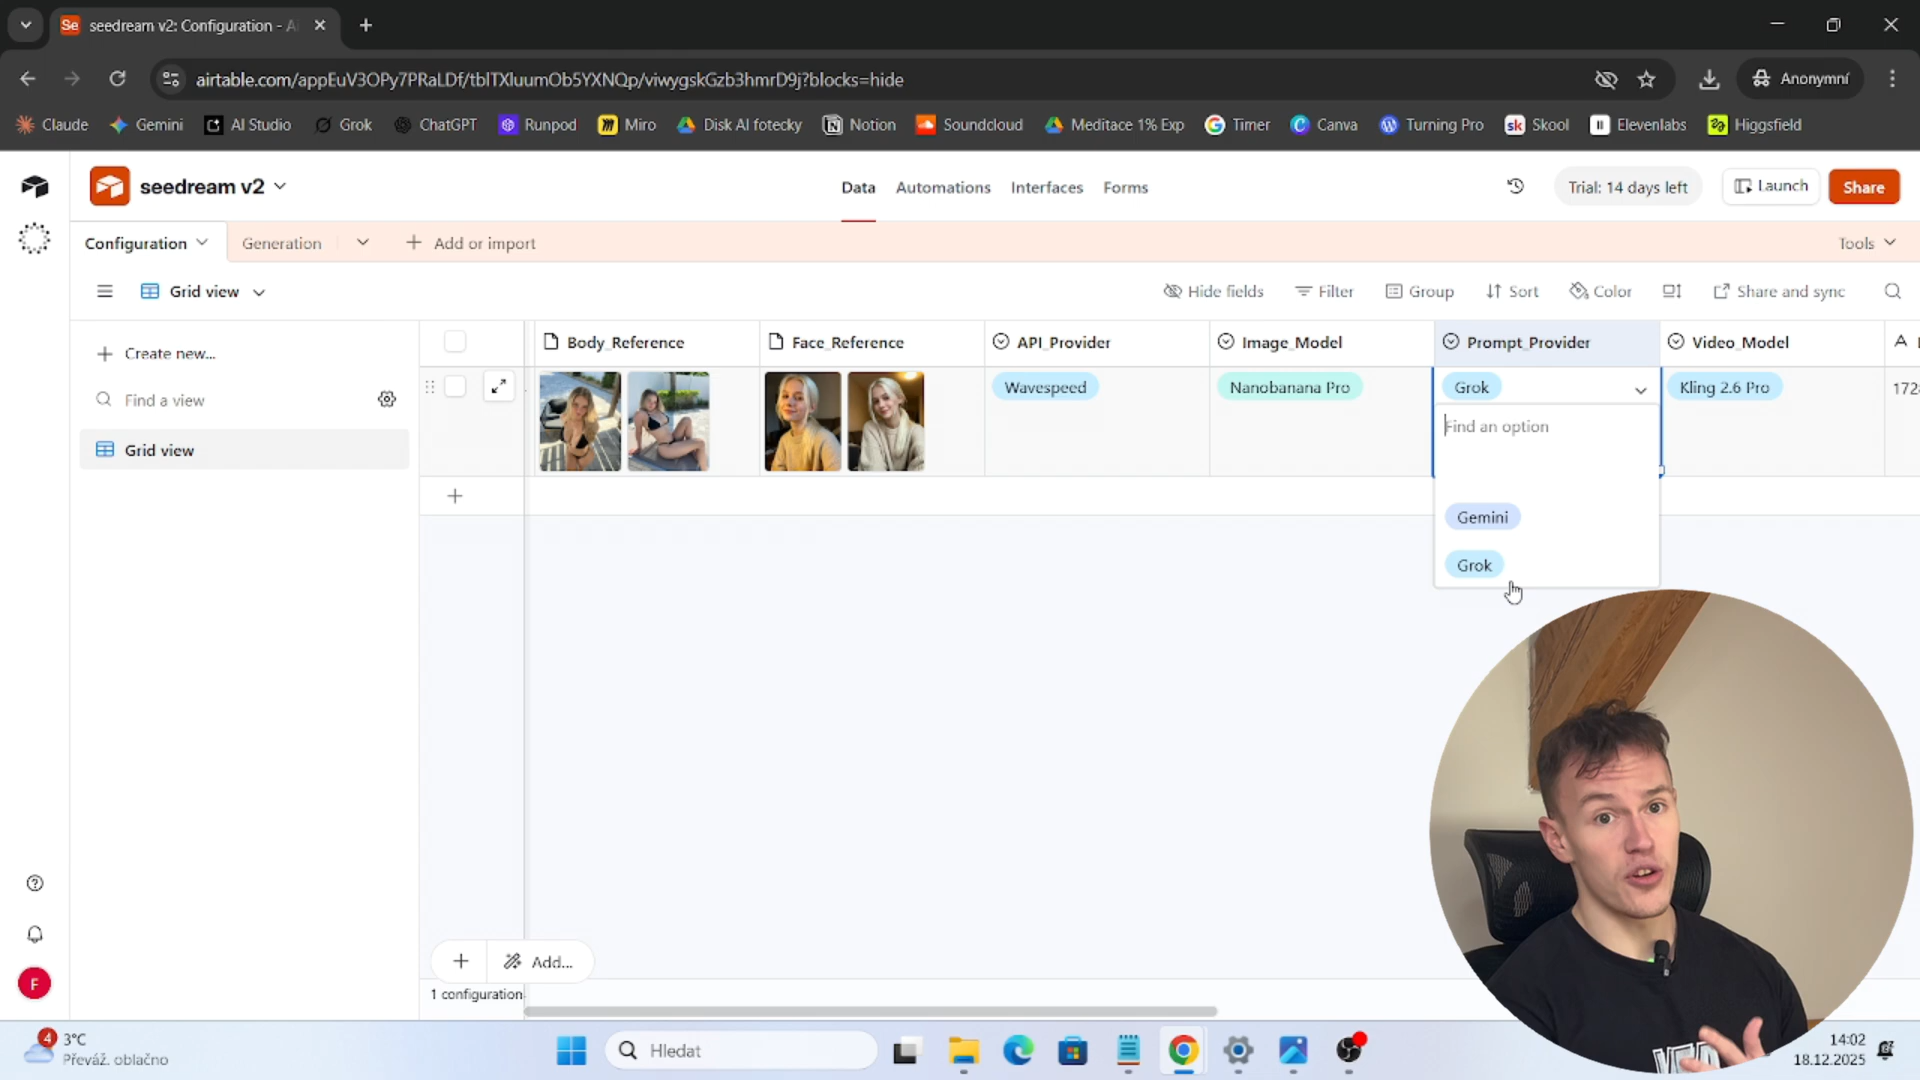 Se seedream v2: Configuration - Ai
airtable.com/appEuV3OPy7PRaLDf/tblTXluumOb5YXNQp/viwygskGzb3hmrD9j?blocks=hide
Anonymní
Claude Gemini AI Studio Grok ChatGPT Runpod Miro Disk AI fotecky Notion Soundcloud Meditace 1% Exp Timer Canva Turning Pro sk Skool Elevenlabs Higgsfield
seedream v2
Data Automations Interfaces Forms
Trial: 14 days left Launch Share
Configuration Generation Add or import Tools
Grid view Hide fields Filter Group Sort Color Share and sync
Create new...
Find a view
Grid view
Body_Reference Face_Reference API_Provider Image_Model Prompt_Provider Video_Model
Wavespeed Nanobanana Pro Grok Kling 2.6 Pro 172
Find an option
Gemini
Grok
F
Add...
1 configuration
4 3°C
Převáž. oblačno
Hledat
14:02
18.12.2025